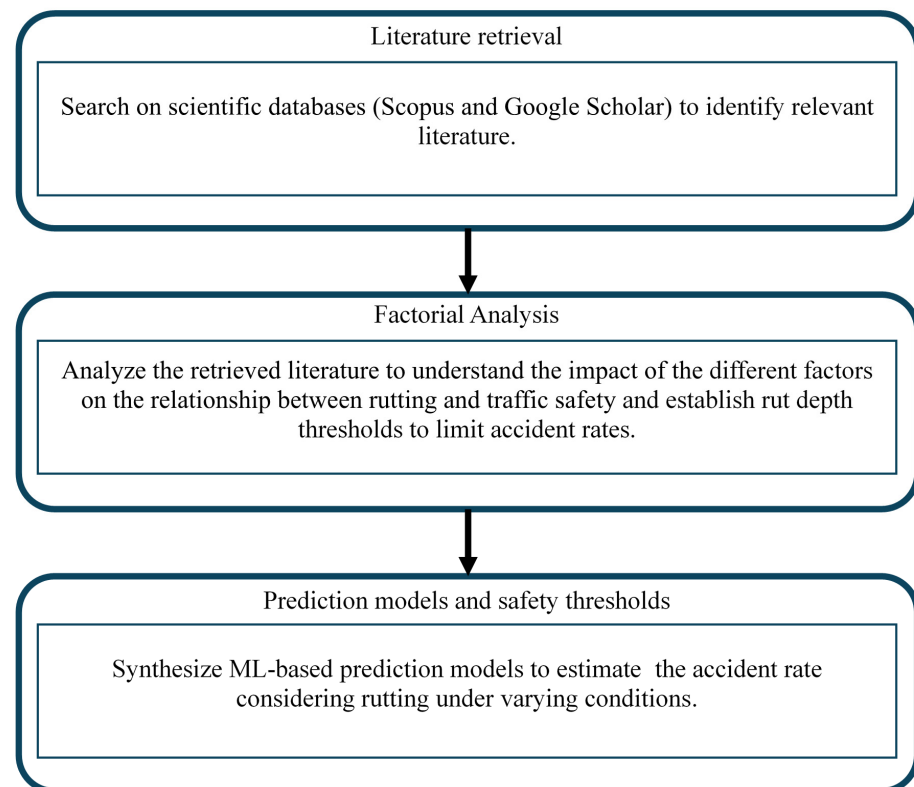 Literature retrieval
Search on scientific databases (Scopus and Google Scholar) to identify relevant
literature.
Factorial Analysis
Analyze the retrieved literature to understand the impact of the different factors
on the relationship between rutting and traffic safety and establish rut depth
thresholds to limit accident rates.
Prediction models and safety thresholds
Synthesize ML-based prediction models to estimate the accident rate
considering rutting under varying conditions.